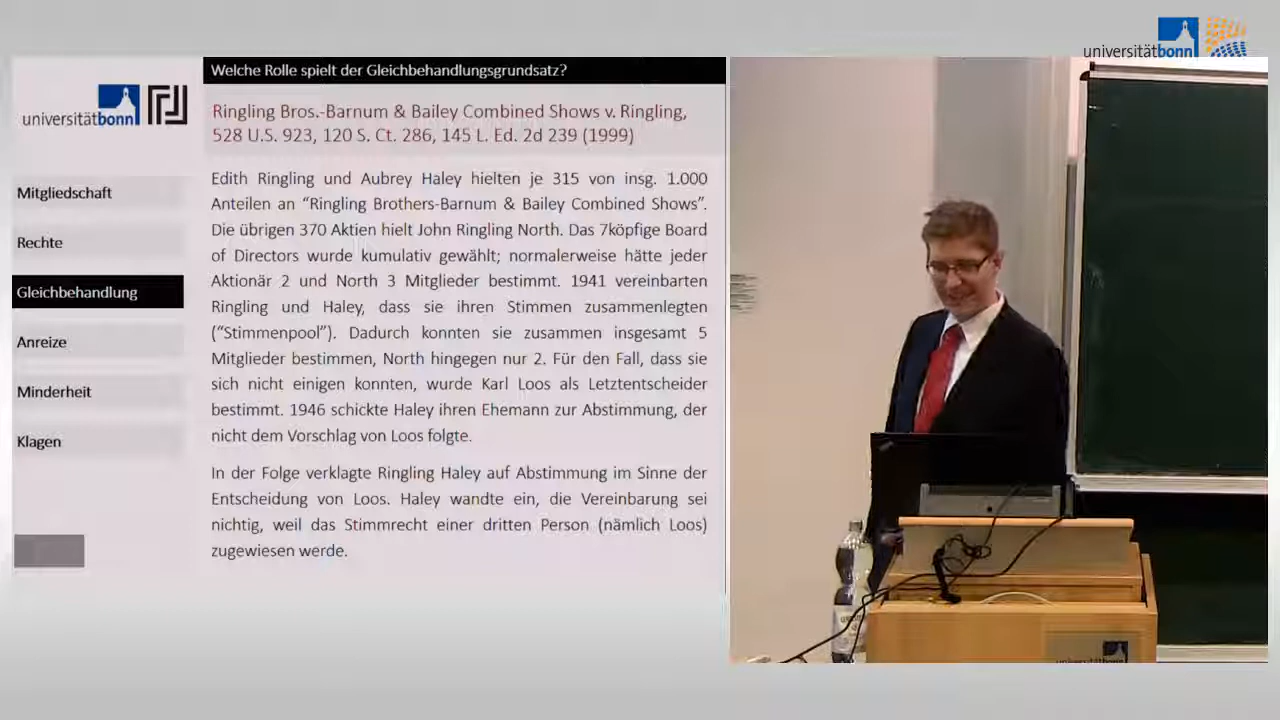 universitätbonn
Welche Rolle spielt der Gleichbehandlungsgrundsatz?
universitätbonn
Ringling Bros.-Barnum & Bailey Combined Shows v. Ringling,
528 U.S. 923, 120 S. Ct. 286, 145 L. Ed. 2d 239 (1999)
Mitgliedschaft
Rechte
Gleichbehandlung
Anreize
Minderheit
Klagen
Edith Ringling und Aubrey Haley hielten je 315 von insg. 1.000
Anteilen an “Ringling Brothers-Barnum & Bailey Combined Shows”.
Die übrigen 370 Aktien hielt John Ringling North. Das 7köpfige Board
of Directors wurde kumulativ gewählt; normalerweise hätte jeder
Aktionär 2 und North 3 Mitglieder bestimmt. 1941 vereinbarten
Ringling und Haley, dass sie ihren Stimmen zusammenlegten
(“Stimmenpool”). Dadurch konnten sie zusammen insgesamt 5
Mitglieder bestimmen, North hingegen nur 2. Für den Fall, dass sie
sich nicht einigen konnten, wurde Karl Loos als Letztentscheider
bestimmt. 1946 schickte Haley ihren Ehemann zur Abstimmung, der
nicht dem Vorschlag von Loos folgte.
In der Folge verklagte Ringling Haley auf Abstimmung im Sinne der
Entscheidung von Loos. Haley wandte ein, die Vereinbarung sei
nichtig, weil das Stimmrecht einer dritten Person (nämlich Loos)
zugewiesen werde.
universitätbonn